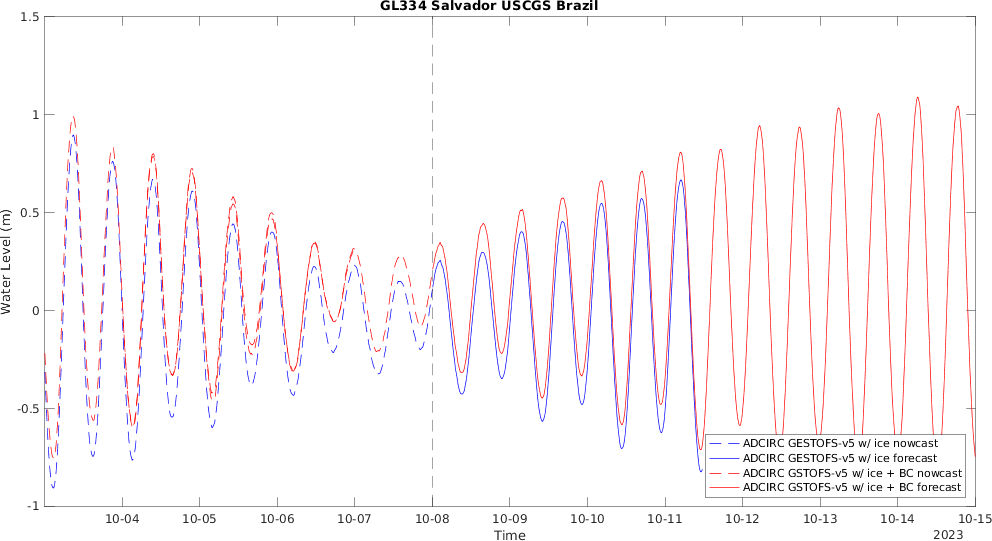 GL334 Salvador USCGS Brazil
1.5
1
0.5
0
-0.5
-1
Water Level (m)
10-04 10-05 10-06 10-07 10-08 10-09 10-10 10-11 10-12 10-13 10-14 10-15
Time
2023
ADCIRC GESTOFS-v5 w/ ice nowcast
ADCIRC GESTOFS-v5 w/ ice forecast
ADCIRC GSTOFS-v5 w/ ice + BC nowcast
ADCIRC GSTOFS-v5 w/ ice + BC forecast